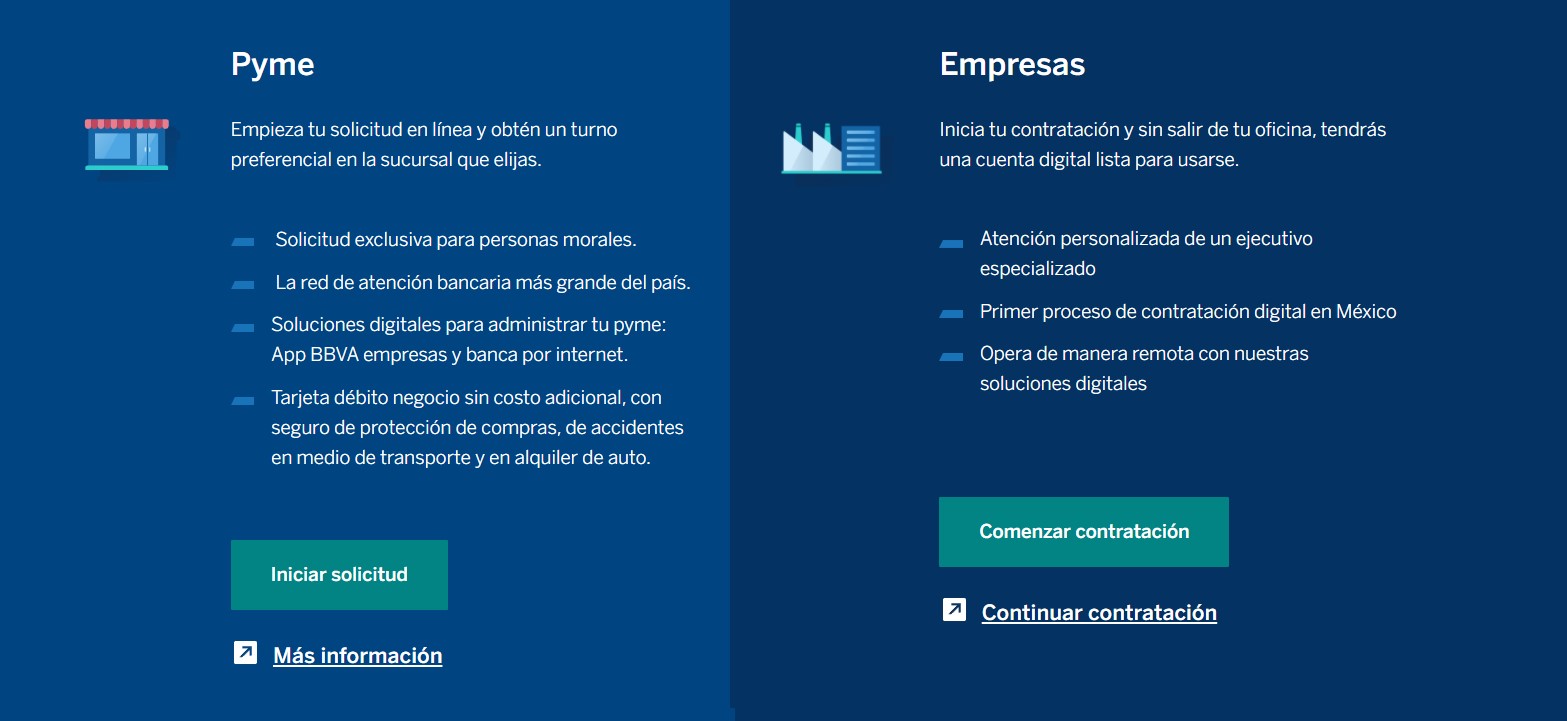 Pyme
Empieza tu solicitud en línea y obtén un turno
preferencial en la sucursal que elijas.
Solicitud exclusiva para personas morales.
La red de atención bancaria más grande del país.
Soluciones digitales para administrar tu pyme:
App BBVA empresas y banca por internet.
Tarjeta débito negocio sin costo adicional, con
seguro de protección de compras, de accidentes
en medio de transporte y en alquiler de auto.
Iniciar solicitud
Más información
Empresas
Inicia tu contratación y sin salir de tu oficina, tendrás
una cuenta digital lista para usarse.
Atención personalizada de un ejecutivo
especializado
Primer proceso de contratación digital en México
Opera de manera remota con nuestras
soluciones digitales
Comenzar contratación
Continuar contratación